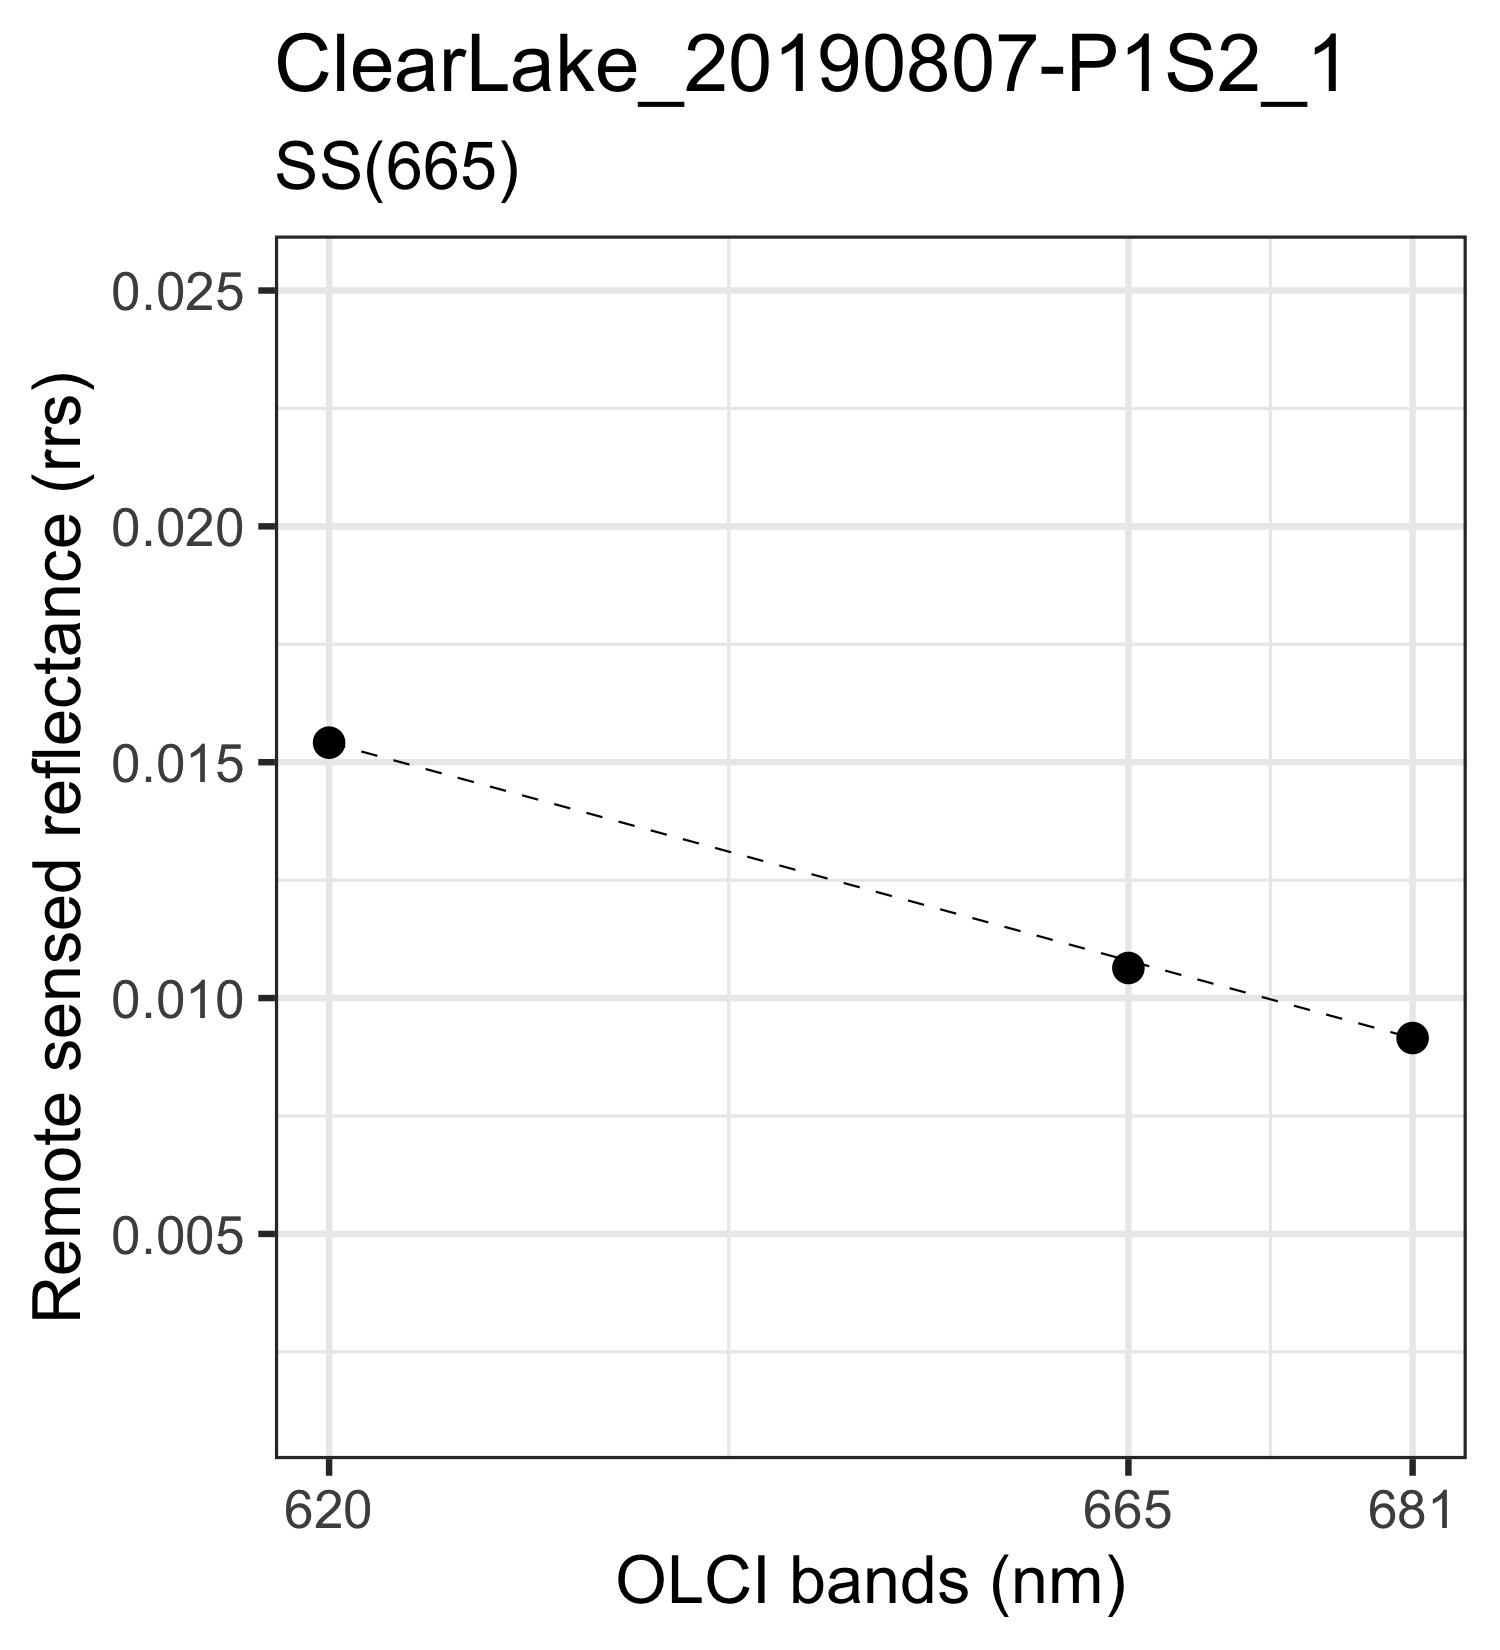 ClearLake_20190807-P1S2_1
SS(665)
Remote sensed reflectance (rrs)
0.025
0.020
0.015
0.010
0.005
620 665 681
OLCI bands (nm)